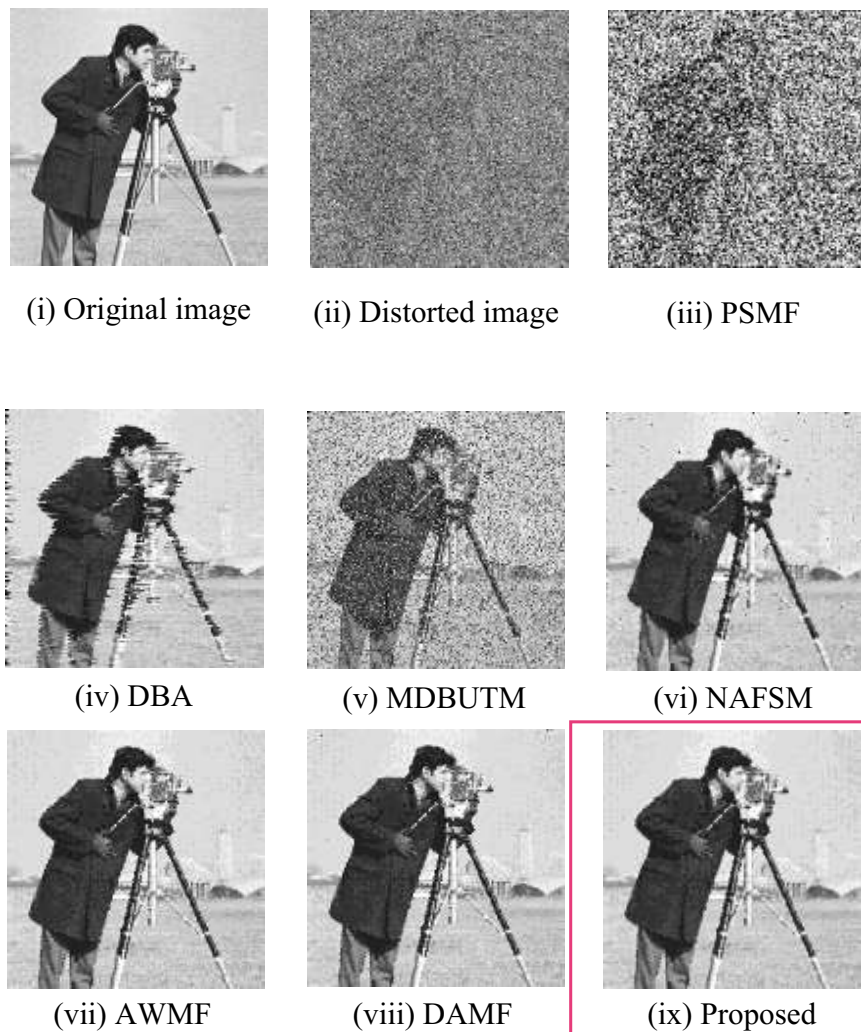 (i) Original image
(ii) Distorted image
(iii) PSMF
(iv) DBA
(v) MDBUTM
(vi) NAFSM
(vii) AWMF
(viii) DAMF
(ix) Proposed